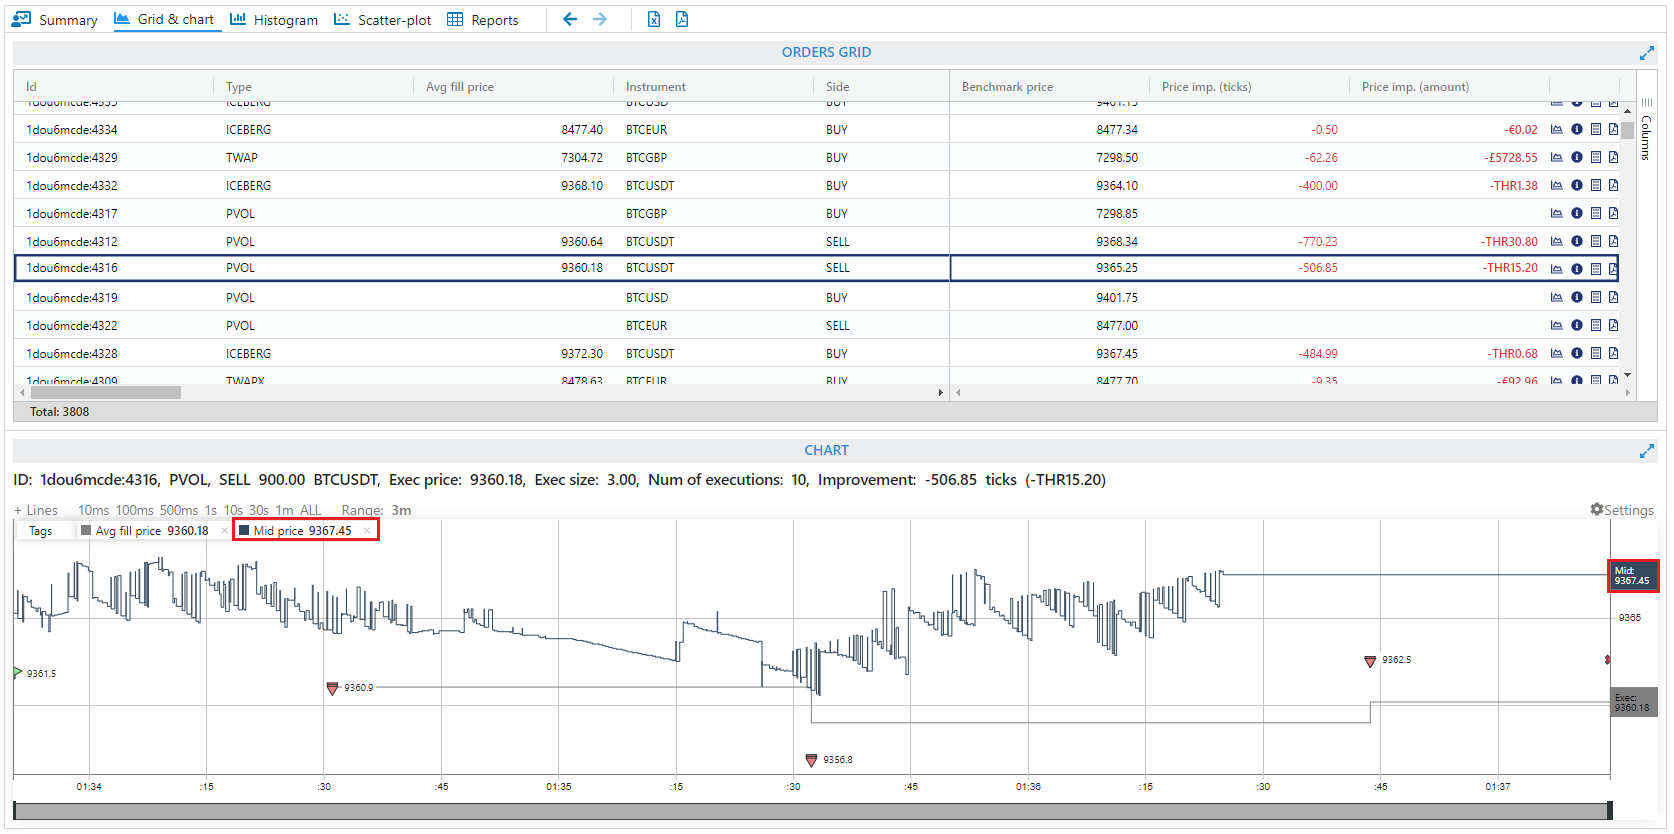 Summary Grid & chart Histogram Scatter-plot Reports
ORDERS GRID
Id Type Avg fill price Instrument Side Benchmark price Price imp. (ticks) Price imp. (amount)
1dou6mcde:4335 ICEBERG BTCUSD BUY 9401.15
1dou6mcde:4334 ICEBERG 8477.40 BTCEUR BUY 8477.34 -0.50 -€0.02
1dou6mcde:4329 TWAP 7304.72 BTCGBP BUY 7298.50 -62.26 -£5728.55
1dou6mcde:4332 ICEBERG 9368.10 BTCUSDT BUY 9364.10 -400.00 -THR1.38
1dou6mcde:4317 PVOL BTCGBP BUY 7298.85
1dou6mcde:4312 PVOL 9360.64 BTCUSDT SELL 9368.34 -770.23 -THR30.80
1dou6mcde:4316 PVOL 9360.18 BTCUSDT SELL 9365.25 -506.85 -THR15.20
1dou6mcde:4319 PVOL BTCUSD BUY 9401.75
1dou6mcde:4322 PVOL BTCEUR SELL 8477.00
1dou6mcde:4328 ICEBERG 9372.30 BTCUSDT BUY 9367.45 -484.99 -THR0.68
1dou6mcde:4309 TWAPX 8478.63 BTCEUR BUY 8477.70 -9.35 -€92.96
Columns
Total: 3808
CHART
ID: 1dou6mcde:4316, PVOL, SELL 900.00 BTCUSDT, Exec price: 9360.18, Exec size: 3.00, Num of executions: 10, Improvement: -506.85 ticks (-THR15.20)
+ Lines 10ms 100ms 500ms 1s 10s 30s 1m ALL Range: 3m Settings
Tags Avg fill price 9360.18 × Mid price 9367.45 ×
Mid:
9367.45
9365
9362.5
9361.5
9360.9
Exec:
9360.18
9356.8
01:34 :15 :30 :45 01:35 :15 :30 :45 01:36 :15 :30 :45 01:37